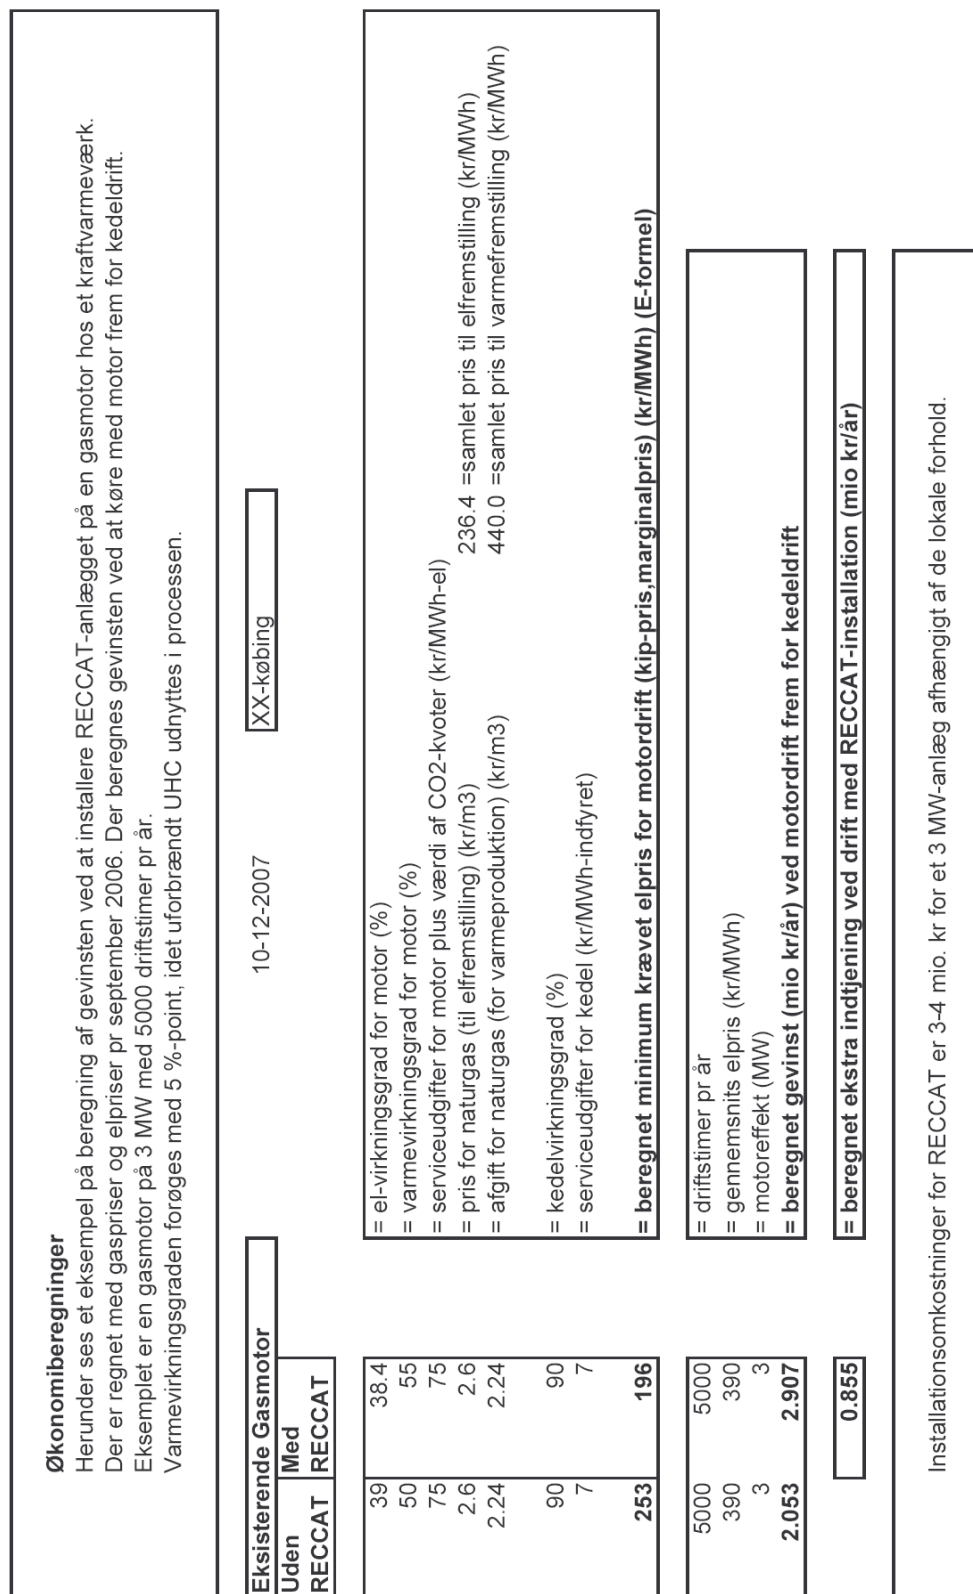 Økonomiberegninger
Herunder ses et eksempel på beregning af gevinsten ved at installere RECCAT-anlægget på en gasmotor hos et kraftvarmeværk.
Der er regnet med gaspriser og elpriser pr september 2006. Der beregnes gevinsten ved at køre med motor frem for kedeldrift.
Eksemplet er en gasmotor på 3 MW med 5000 driftstimer pr år.
Varmevirkningsgraden forøges med 5 %-point, idet uforbrændt UHC udnyttes i processen.
Eksisterende Gasmotor 10-12-2007 XX-købing
Uden Med
RECCAT RECCAT
39 38.4 = el-virkningsgrad for motor (%)
50 55 = varmevirkningsgrad for motor (%)
75 75 = serviceudgifter for motor plus værdi af CO2-kvoter (kr/MWh-el)
2.6 2.6 = pris for naturgas (til elfremstilling) (kr/m3) 236.4 =samlet pris til elfremstilling (kr/MWh)
2.24 2.24 = afgift for naturgas (for varmeproduktion) (kr/m3) 440.0 =samlet pris til varmefremstilling (kr/MWh)
90 90 = kedelvirkningsgrad (%)
7 7 = serviceudgifter for kedel (kr/MWh-indfyret)
253 196 = beregnet minimum krævet elpris for motordrift (kip-pris,marginalpris) (kr/MWh) (E-formel)
5000 5000 = driftstimer pr år
390 390 = gennemsnits elpris (kr/MWh)
3 3 = motoreffekt (MW)
2.053 2.907 = beregnet gevinst (mio kr/år) ved motordrift frem for kedeldrift
0.855 = beregnet ekstra indtjening ved drift med RECCAT-installation (mio kr/år)
Installationsomkostninger for RECCAT er 3-4 mio. kr for et 3 MW-anlæg afhængigt af de lokale forhold.